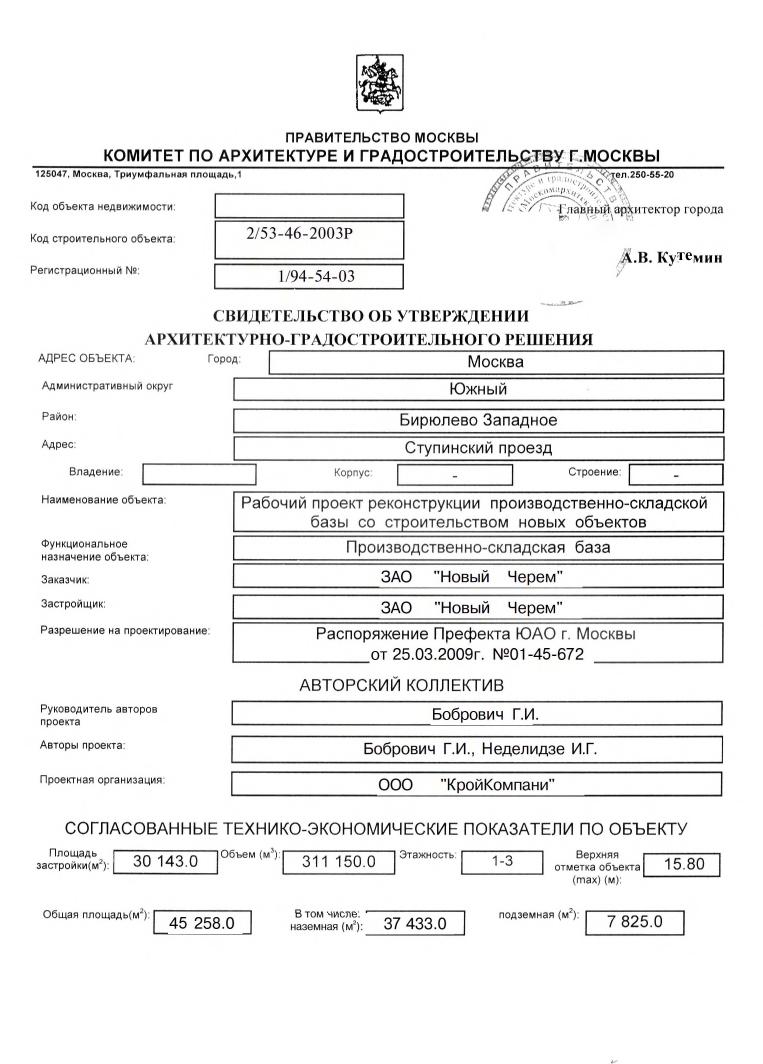 ПРАВИТЕЛЬСТВО МОСКВЫ
КОМИТЕТ ПО АРХИТЕКТУРЕ И ГРАДОСТРОИТЕЛЬСТВУ Г.МОСКВЫ
125047, Москва, Триумфальная площадь,1 тел.250-55-20
ПРАВИТЕЛЬСТВ
Москомархитек
Код объекта недвижимости:
Главный архитектор города
Код строительного объекта: 2/53-46-2003Р
А.В. Кутемин
Регистрационный №: 1/94-54-03
СВИДЕТЕЛЬСТВО ОБ УТВЕРЖДЕНИИ
АРХИТЕКТУРНО-ГРАДОСТРОИТЕЛЬНОГО РЕШЕНИЯ
АДРЕС ОБЪЕКТА: Город: Москва
Административный округ Южный
Район: Бирюлево Западное
Адрес: Ступинский проезд
Владение: Корпус: - Строение: -
Наименование объекта: Рабочий проект реконструкции производственно-складской
базы со строительством новых объектов
Функциональное
назначение объекта: Производственно-складская база
Заказчик: ЗАО "Новый Черем"
Застройщик: ЗАО "Новый Черем"
Разрешение на проектирование: Распоряжение Префекта ЮАО г. Москвы
от 25.03.2009г. №01-45-672
АВТОРСКИЙ КОЛЛЕКТИВ
Руководитель авторов
проекта Бобрович Г.И.
Авторы проекта: Бобрович Г.И., Неделидзе И.Г.
Проектная организация: ООО "КройКомпани"
СОГЛАСОВАННЫЕ ТЕХНИКО-ЭКОНОМИЧЕСКИЕ ПОКАЗАТЕЛИ ПО ОБЪЕКТУ
Площадь
застройки(м²): 30 143.0 Объем (м³): 311 150.0 Этажность: 1-3 Верхняя
отметка объекта
(max) (м): 15.80
Общая площадь(м²): 45 258.0 В том числе:
наземная (м²): 37 433.0 подземная (м²): 7 825.0